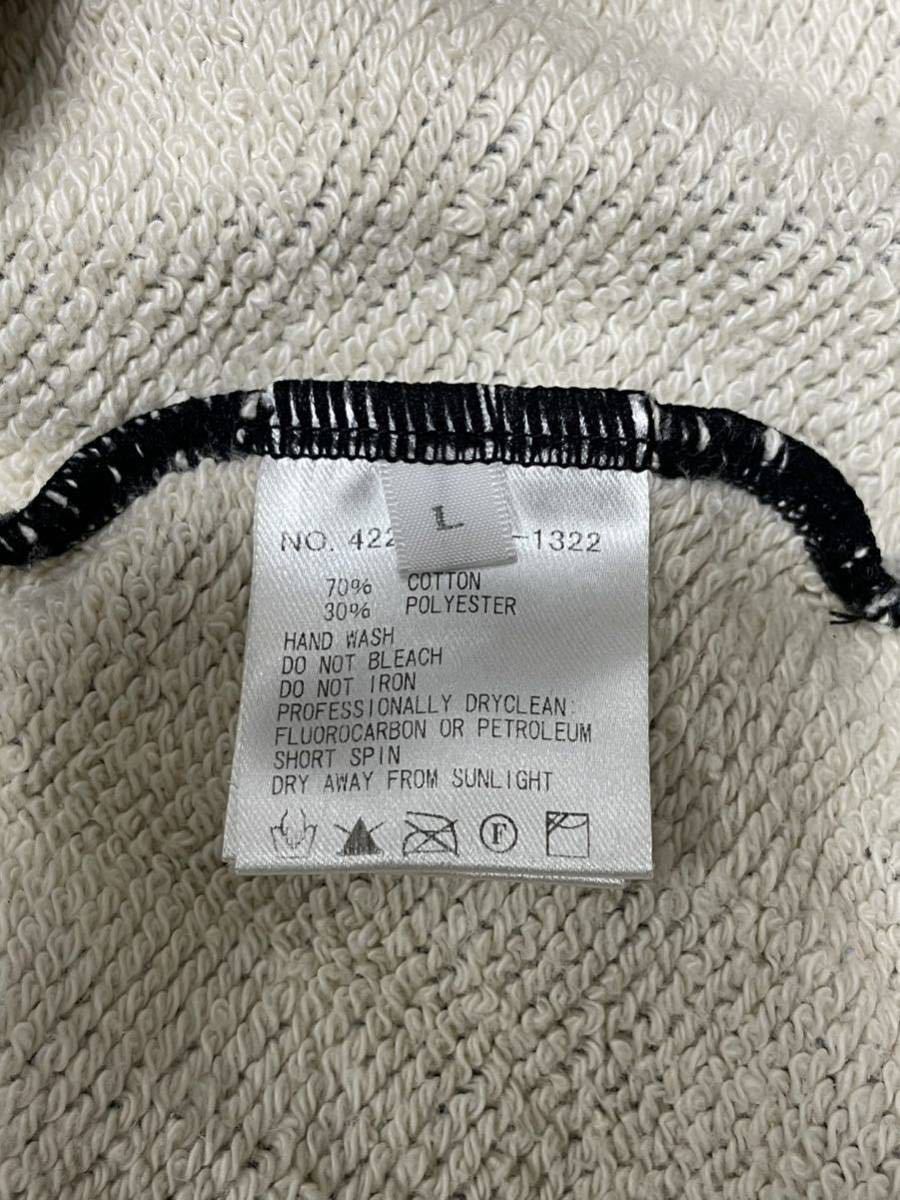 L
NO. 422 -1322
70% COTTON
30% POLYESTER
HAND WASH
DO NOT BLEACH
DO NOT IRON
PROFESSIONALLY DRYCLEAN:
FLUOROCARBON OR PETROLEUM
SHORT SPIN
DRY AWAY FROM SUNLIGHT
F